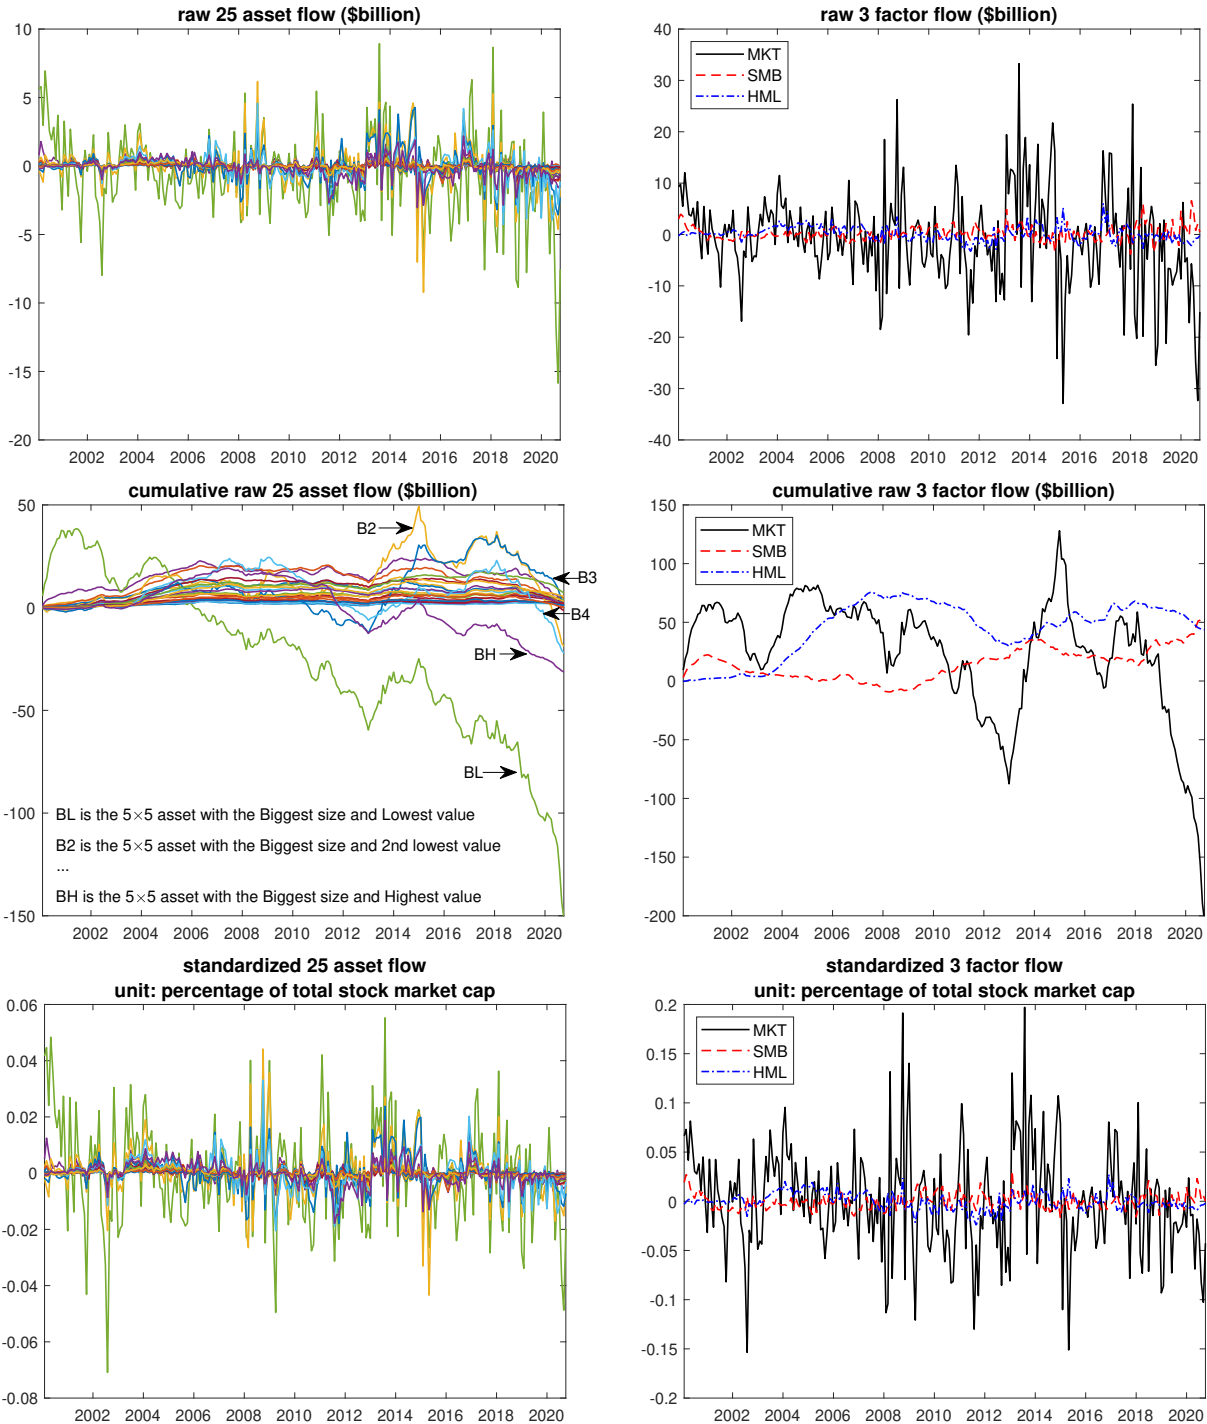 raw 25 asset flow ($billion)
10
5
0
-5
-10
-15
-20
2002 2004 2006 2008 2010 2012 2014 2016 2018 2020
raw 3 factor flow ($billion)
MKT
SMB
HML
40
30
20
10
0
-10
-20
-30
-40
2002 2004 2006 2008 2010 2012 2014 2016 2018 2020
cumulative raw 25 asset flow ($billion)
50
0
-50
-100
-150
B2
B3
B4
BH
BL
BL is the 5×5 asset with the Biggest size and Lowest value
B2 is the 5×5 asset with the Biggest size and 2nd lowest value
...
BH is the 5×5 asset with the Biggest size and Highest value
2002 2004 2006 2008 2010 2012 2014 2016 2018 2020
cumulative raw 3 factor flow ($billion)
MKT
SMB
HML
150
100
50
0
-50
-100
-150
-200
2002 2004 2006 2008 2010 2012 2014 2016 2018 2020
standardized 25 asset flow
unit: percentage of total stock market cap
0.06
0.04
0.02
0
-0.02
-0.04
-0.06
-0.08
2002 2004 2006 2008 2010 2012 2014 2016 2018 2020
standardized 3 factor flow
unit: percentage of total stock market cap
MKT
SMB
HML
0.2
0.15
0.1
0.05
0
-0.05
-0.1
-0.15
-0.2
2002 2004 2006 2008 2010 2012 2014 2016 2018 2020